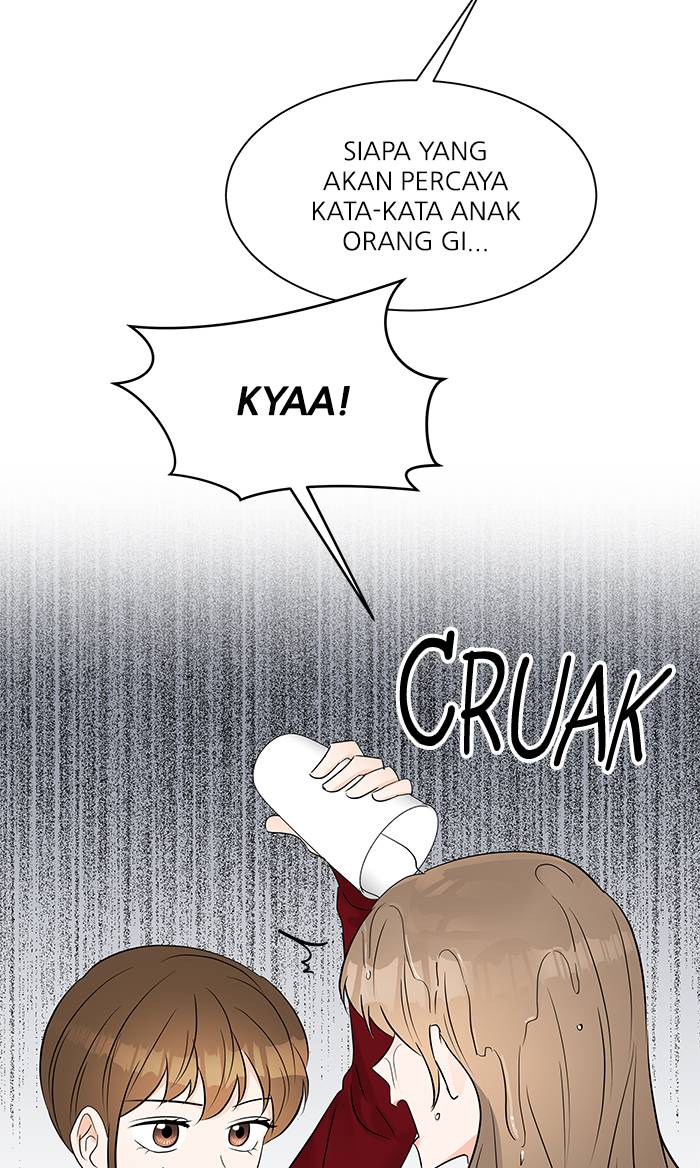 SIAPA YANG
AKAN PERCAYA
KATA-KATA ANAK
ORANG GI...
KYAA!
CRUAK